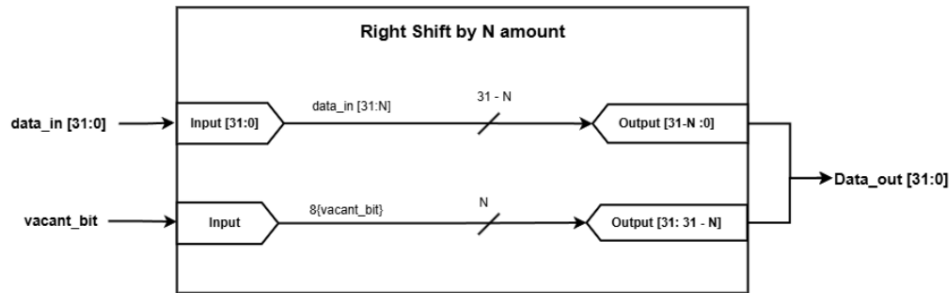 Right Shift by N amount
data_in [31:0]
Input [31:0]
data_in [31:N]
31 - N
Output [31-N :0]
Data_out [31:0]
vacant_bit
Input
8{vacant_bit}
N
Output [31: 31 - N]